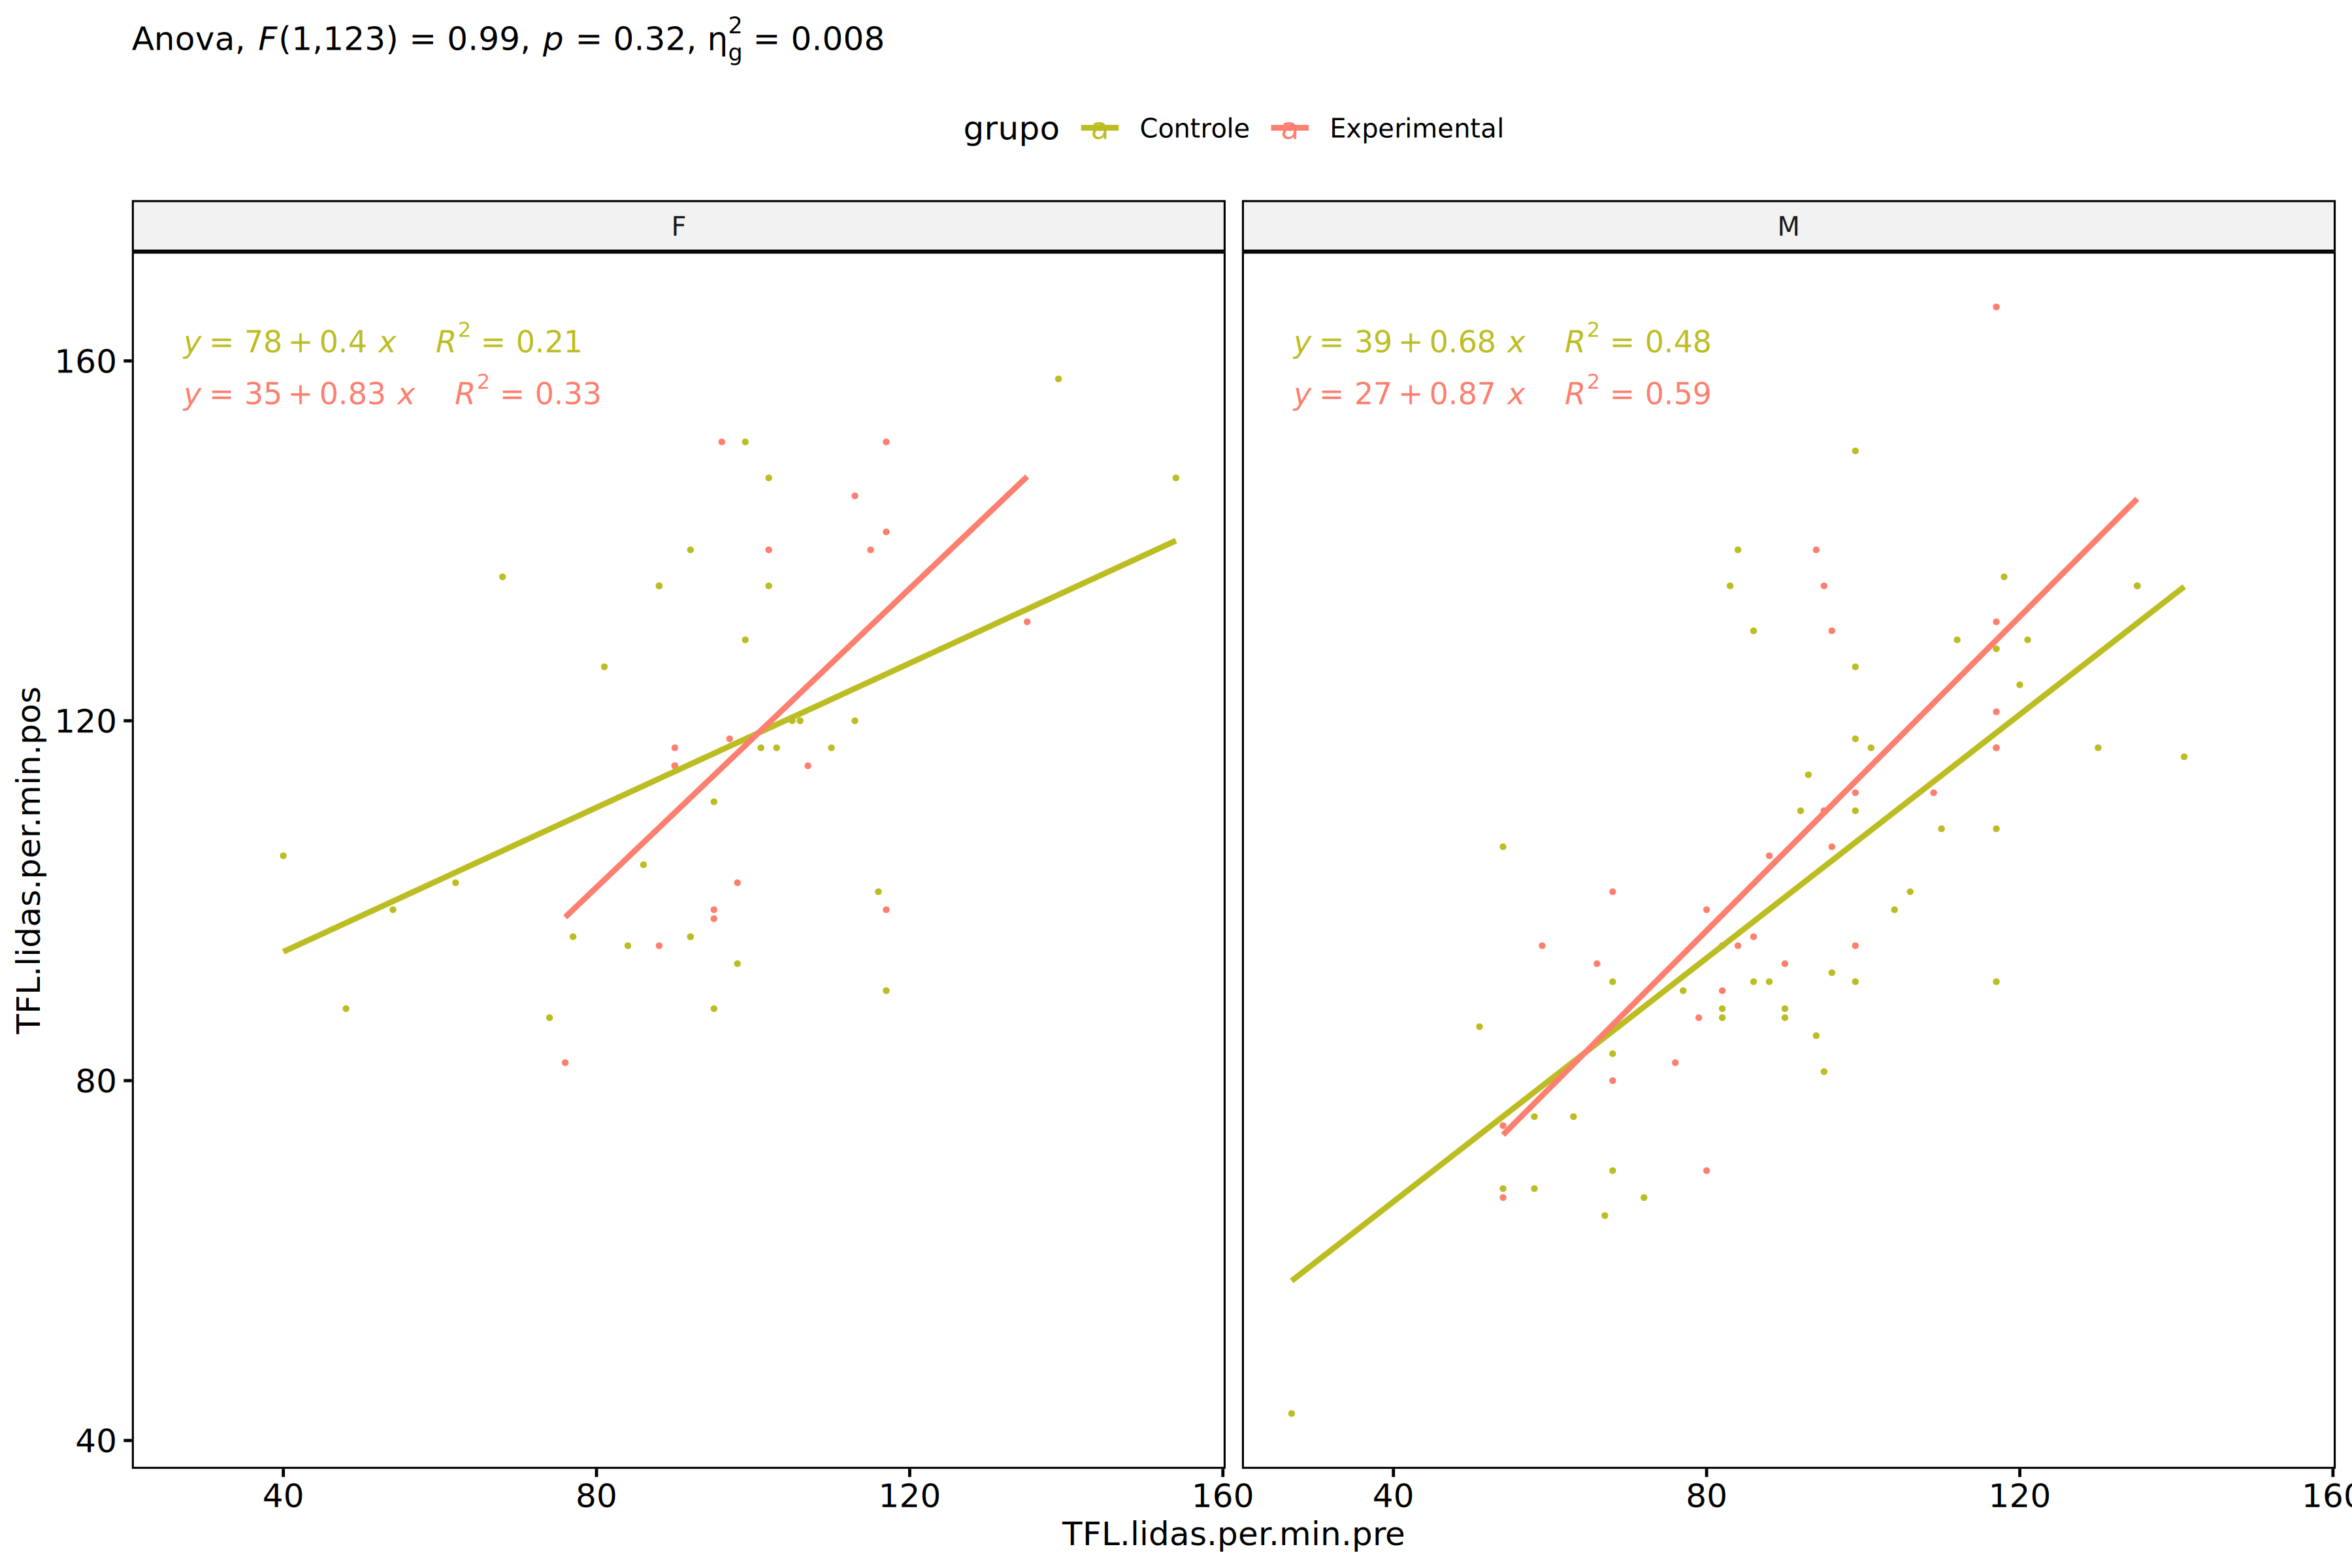 Anova, F(1,123) = 0.99, p = 0.32, η²g = 0.008
grupo a Controle a Experimental
F
M
y = 78 + 0.4 x R² = 0.21
y = 35 + 0.83 x R² = 0.33
y = 39 + 0.68 x R² = 0.48
y = 27 + 0.87 x R² = 0.59
160
120
80
40
TFL.lidas.per.min.pos
40 80 120 160
40 80 120 160
TFL.lidas.per.min.pre